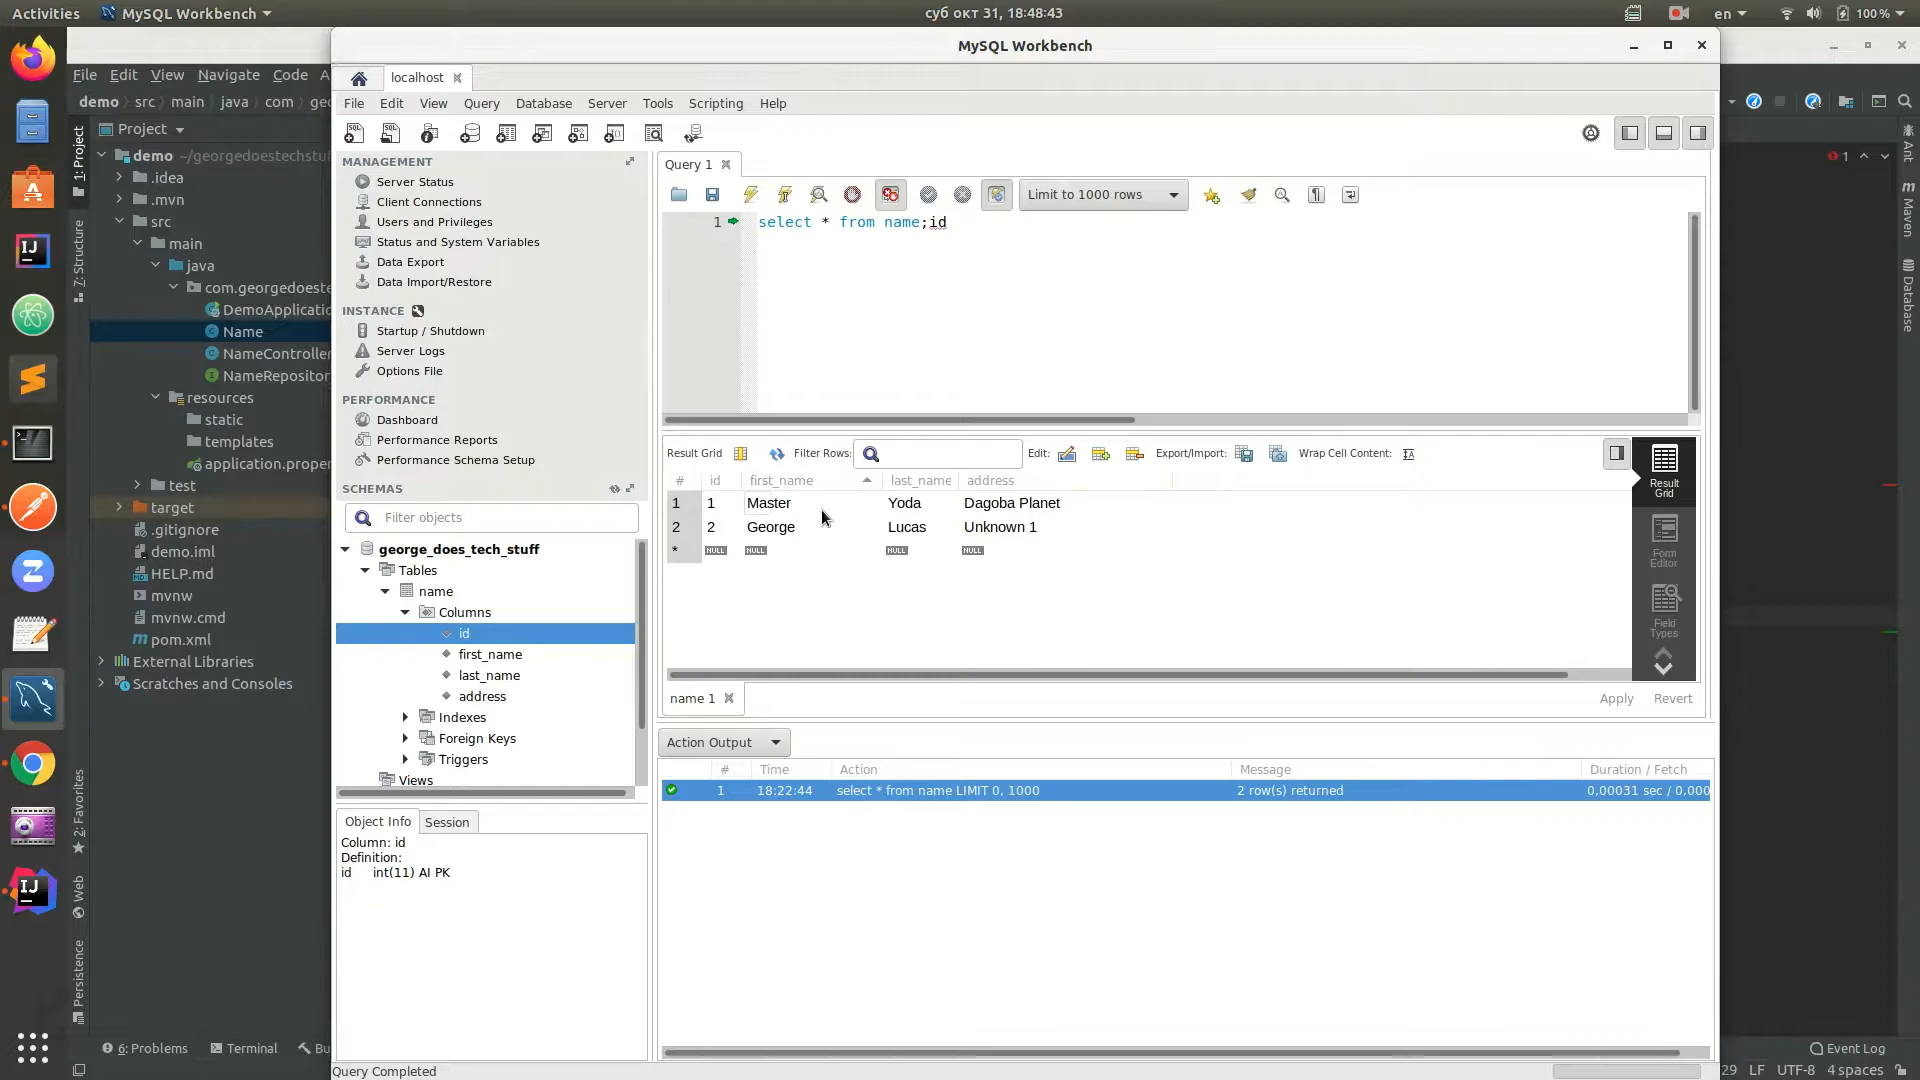 Activities
MySQL Workbench
суб окт 31, 18:48:43
en
100 %
MySQL Workbench
File Edit View Navigate Code
demo src main java com
1: Project
7: Structure
2: Favorites
Web
Persistence
Project
demo ~/georgedoestechstu
.idea
.mvn
src
main
java
com.georgedoeste
DemoApplicatio
Name
NameController
NameRepositor
resources
static
templates
application.proper
test
target
.gitignore
demo.iml
HELP.md
mvnw
mvnw.cmd
pom.xml
External Libraries
Scratches and Consoles
6: Problems
Terminal
Bu
localhost
File Edit View Query Database Server Tools Scripting Help
MANAGEMENT
Server Status
Client Connections
Users and Privileges
Status and System Variables
Data Export
Data Import/Restore
INSTANCE
Startup / Shutdown
Server Logs
Options File
PERFORMANCE
Dashboard
Performance Reports
Performance Schema Setup
SCHEMAS
Filter objects
george_does_tech_stuff
Tables
name
Columns
id
first_name
last_name
address
Indexes
Foreign Keys
Triggers
Views
Object Info Session
Column: id
Definition:
id int(11) AI PK
Query Completed
Query 1
Limit to 1000 rows
1 select * from name;id
Result Grid Filter Rows: Edit: Export/Import: Wrap Cell Content:
# id first_name last_name address
1 1 Master Yoda Dagoba Planet
2 2 George Lucas Unknown 1
* NULL NULL NULL NULL
Result Grid
Form Editor
Field Types
name 1
Apply Revert
Action Output
# Time Action Message Duration / Fetch
1 18:22:44 select * from name LIMIT 0, 1000 2 row(s) returned 0,00031 sec / 0,000
1
Ant
Maven
Database
Event Log
29 LF UTF-8 4 spaces